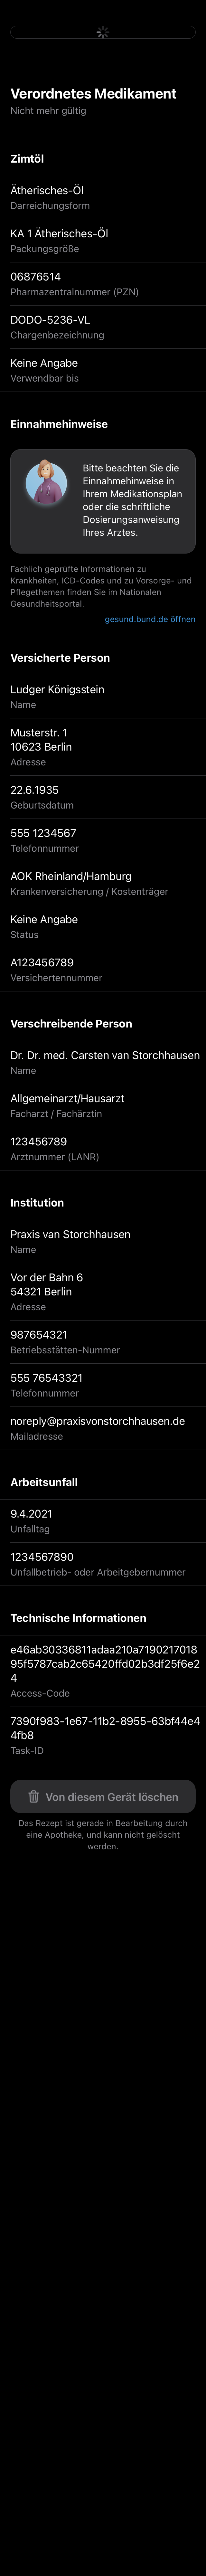 Verordnetes Medikament
Nicht mehr gültig
Zimtöl
Ätherisches-Öl
Darreichungsform
KA 1 Ätherisches-Öl
Packungsgröße
06876514
Pharmazentralnummer (PZN)
DODO-5236-VL
Chargenbezeichnung
Keine Angabe
Verwendbar bis
Einnahmehinweise
Bitte beachten Sie die
Einnahmehinweise in
Ihrem Medikationsplan
oder die schriftliche
Dosierungsanweisung
Ihres Arztes.
Fachlich geprüfte Informationen zu
Krankheiten, ICD-Codes und zu Vorsorge- und
Pflegethemen finden Sie im Nationalen
Gesundheitsportal.
gesund.bund.de öffnen
Versicherte Person
Ludger Königsstein
Name
Musterstr. 1
10623 Berlin
Adresse
22.6.1935
Geburtsdatum
555 1234567
Telefonnummer
AOK Rheinland/Hamburg
Krankenversicherung / Kostenträger
Keine Angabe
Status
A123456789
Versichertennummer
Verschreibende Person
Dr. Dr. med. Carsten van Storchhausen
Name
Allgemeinarzt/Hausarzt
Facharzt / Fachärztin
123456789
Arztnummer (LANR)
Institution
Praxis van Storchhausen
Name
Vor der Bahn 6
54321 Berlin
Adresse
987654321
Betriebsstätten-Nummer
555 76543321
Telefonnummer
noreply@praxisvonstorchhausen.de
Mailadresse
Arbeitsunfall
9.4.2021
Unfalltag
1234567890
Unfallbetrieb- oder Arbeitgebernummer
Technische Informationen
e46ab30336811adaa210a7190217018
95f5787cab2c65420ffd02b3df25f6e2
4
Access-Code
7390f983-1e67-11b2-8955-63bf44e4
4fb8
Task-ID
Von diesem Gerät löschen
Das Rezept ist gerade in Bearbeitung durch
eine Apotheke, und kann nicht gelöscht
werden.